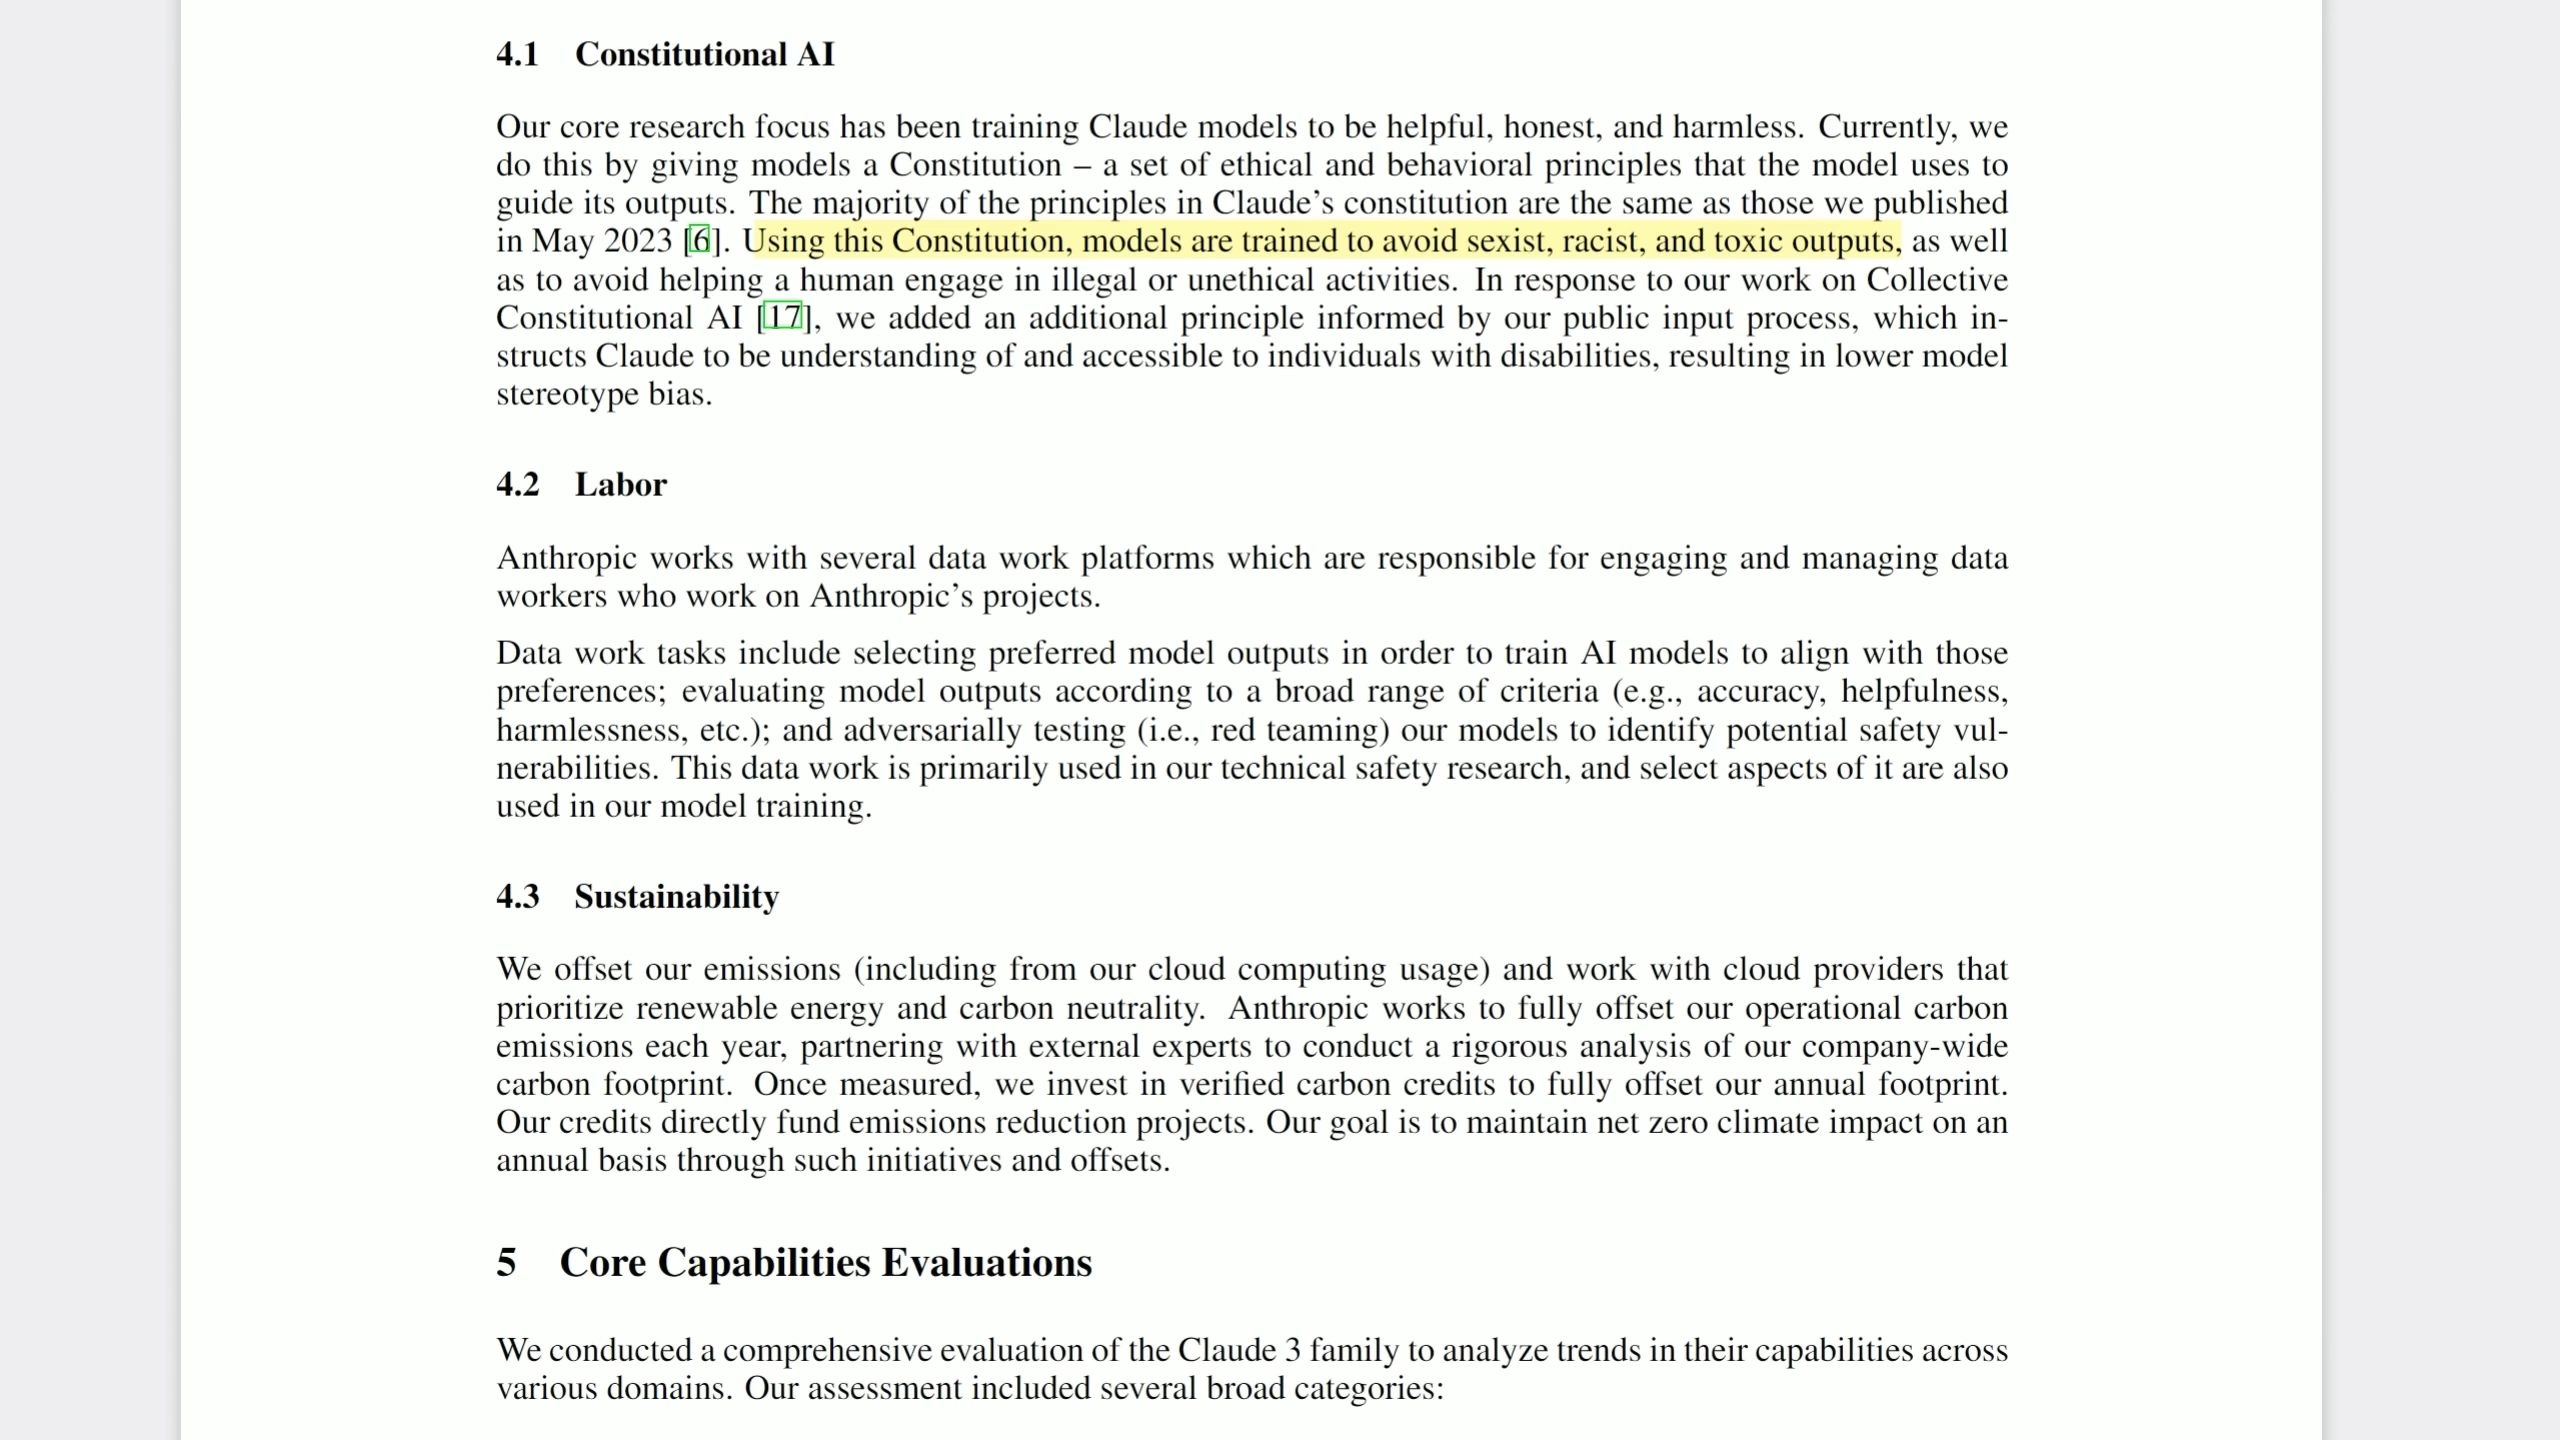 4.1 Constitutional AI
Our core research focus has been training Claude models to be helpful, honest, and harmless. Currently, we
do this by giving models a Constitution – a set of ethical and behavioral principles that the model uses to
guide its outputs. The majority of the principles in Claude’s constitution are the same as those we published
in May 2023 [6]. Using this Constitution, models are trained to avoid sexist, racist, and toxic outputs, as well
as to avoid helping a human engage in illegal or unethical activities. In response to our work on Collective
Constitutional AI [17], we added an additional principle informed by our public input process, which in-
structs Claude to be understanding of and accessible to individuals with disabilities, resulting in lower model
stereotype bias.
4.2 Labor
Anthropic works with several data work platforms which are responsible for engaging and managing data
workers who work on Anthropic’s projects.
Data work tasks include selecting preferred model outputs in order to train AI models to align with those
preferences; evaluating model outputs according to a broad range of criteria (e.g., accuracy, helpfulness,
harmlessness, etc.); and adversarially testing (i.e., red teaming) our models to identify potential safety vul-
nerabilities. This data work is primarily used in our technical safety research, and select aspects of it are also
used in our model training.
4.3 Sustainability
We offset our emissions (including from our cloud computing usage) and work with cloud providers that
prioritize renewable energy and carbon neutrality. Anthropic works to fully offset our operational carbon
emissions each year, partnering with external experts to conduct a rigorous analysis of our company-wide
carbon footprint. Once measured, we invest in verified carbon credits to fully offset our annual footprint.
Our credits directly fund emissions reduction projects. Our goal is to maintain net zero climate impact on an
annual basis through such initiatives and offsets.
5 Core Capabilities Evaluations
We conducted a comprehensive evaluation of the Claude 3 family to analyze trends in their capabilities across
various domains. Our assessment included several broad categories: